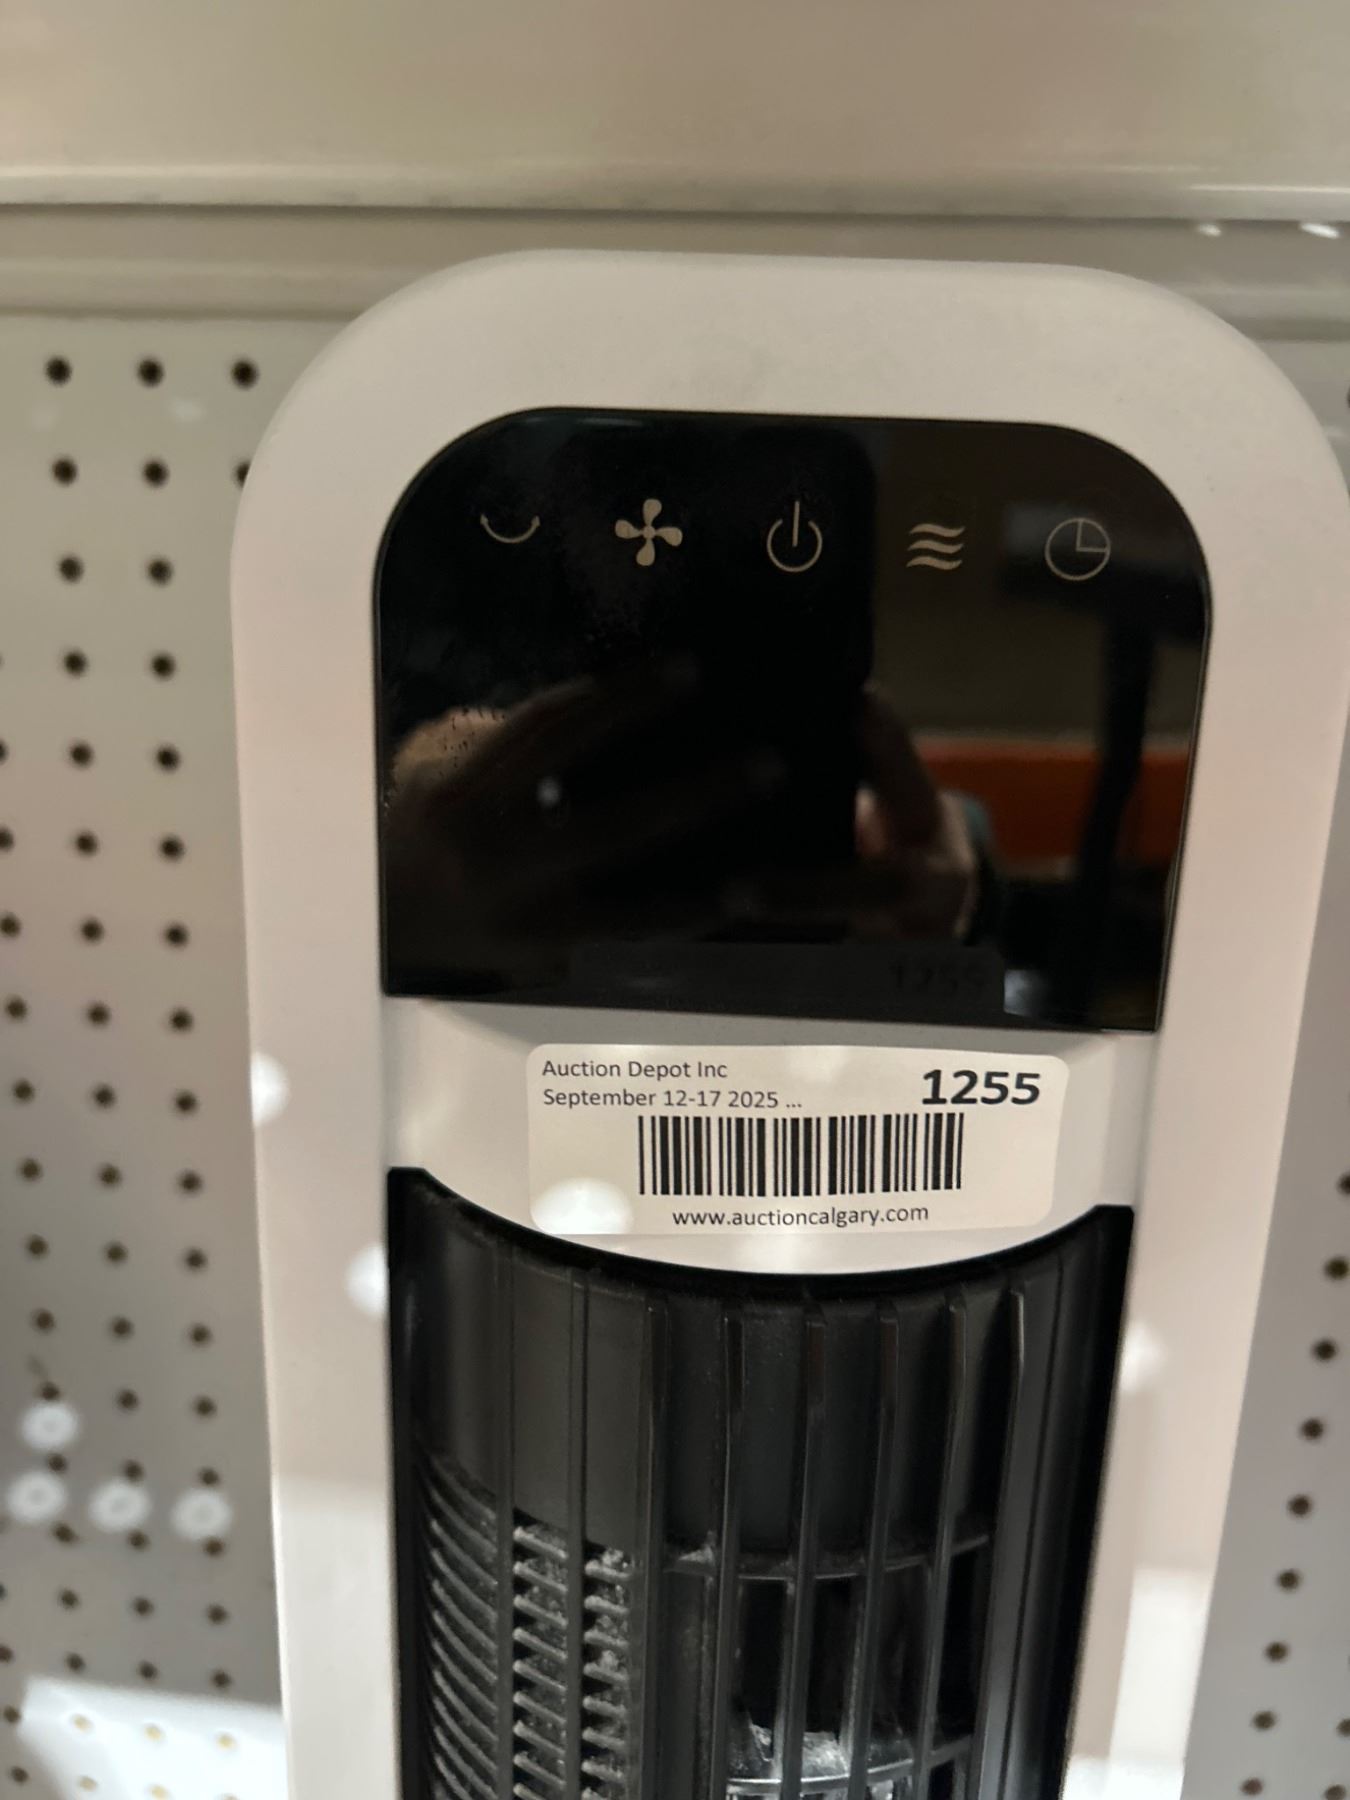 Auction Depot Inc
1255
September 12-17 2025 ...
www.auctioncalgary.com